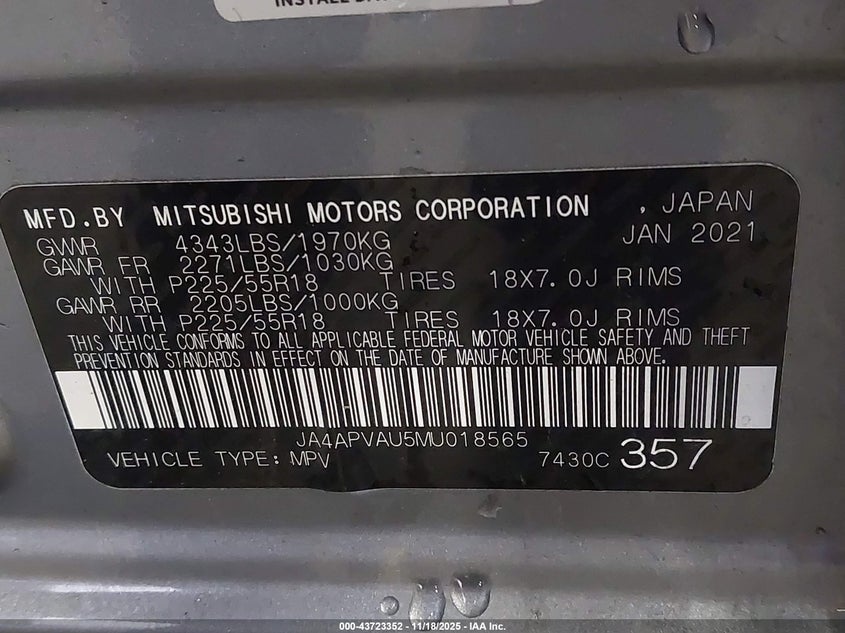 MFD.BY MITSUBISHI MOTORS CORPORATION , JAPAN
GVWR 4343LBS/1970KG JAN 2021
GAWR FR 2271LBS/1030KG
WITH P225/55R18 TIRES 18X7.0J RIMS
GAWR RR 2205LBS/1000KG
WITH P225/55R18 TIRES 18X7.0J RIMS
THIS VEHICLE CONFORMS TO ALL APPLICABLE FEDERAL MOTOR VEHICLE SAFETY AND THEFT
PREVENTION STANDARDS IN EFFECT ON THE DATE OF MANUFACTURE SHOWN ABOVE.
JA4APVAU5MU018565
VEHICLE TYPE: MPV 7430C 357
000-43723352 - 11/18/2025 - IAA Inc.